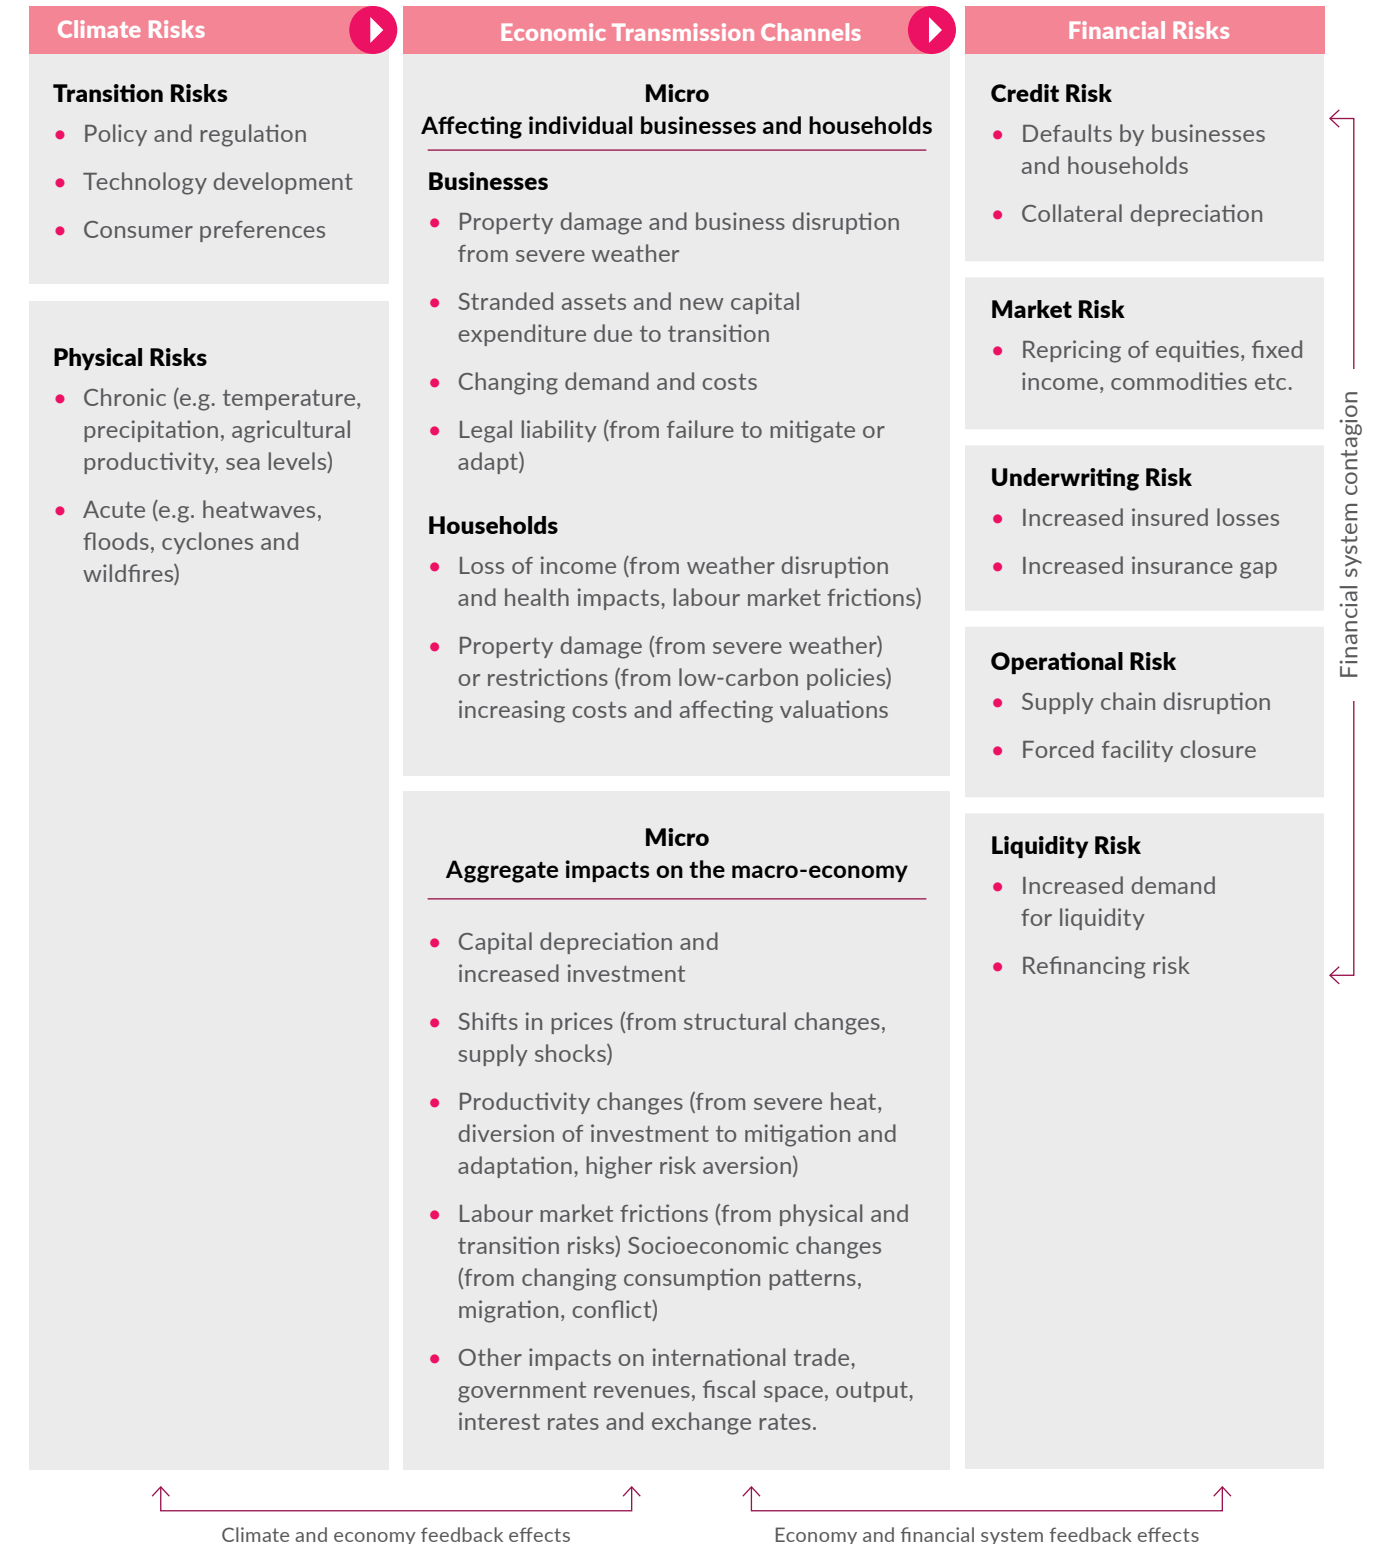 Climate Risks
Transition Risks
• Policy and regulation
• Technology development
• Consumer preferences
Physical Risks
• Chronic (e.g. temperature,
precipitation, agricultural
productivity, sea levels)
• Acute (e.g. heatwaves,
floods, cyclones and
wildfires)
Economic Transmission Channels
Micro
Affecting individual businesses and households
Businesses
• Property damage and business disruption
from severe weather
• Stranded assets and new capital
expenditure due to transition
• Changing demand and costs
• Legal liability (from failure to mitigate or
adapt)
Households
• Loss of income (from weather disruption
and health impacts, labour market frictions)
• Property damage (from severe weather)
or restrictions (from low-carbon policies)
increasing costs and affecting valuations
Micro
Aggregate impacts on the macro-economy
• Capital depreciation and
increased investment
• Shifts in prices (from structural changes,
supply shocks)
• Productivity changes (from severe heat,
diversion of investment to mitigation and
adaptation, higher risk aversion)
• Labour market frictions (from physical and
transition risks) Socioeconomic changes
(from changing consumption patterns,
migration, conflict)
• Other impacts on international trade,
government revenues, fiscal space, output,
interest rates and exchange rates.
Financial Risks
Credit Risk
• Defaults by businesses
and households
• Collateral depreciation
Market Risk
• Repricing of equities, fixed
income, commodities etc.
Underwriting Risk
• Increased insured losses
• Increased insurance gap
Operational Risk
• Supply chain disruption
• Forced facility closure
Liquidity Risk
• Increased demand
for liquidity
• Refinancing risk
Financial system contagion
Climate and economy feedback effects
Economy and financial system feedback effects